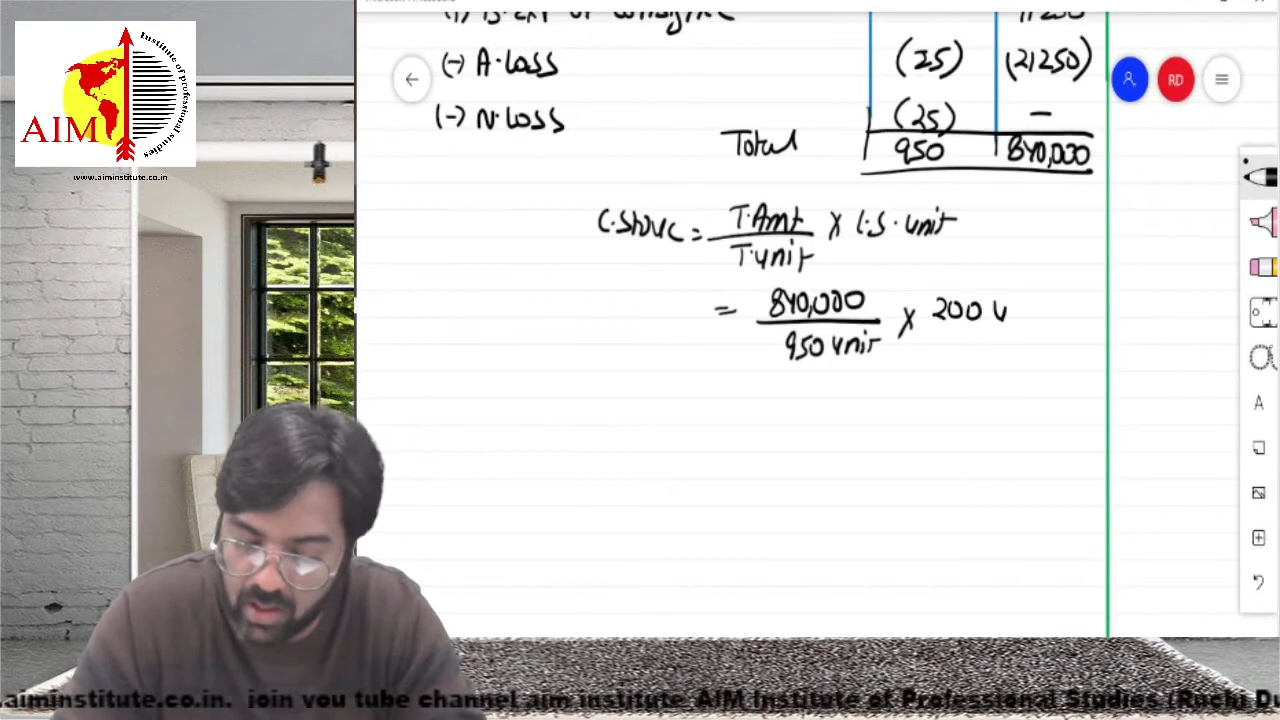 AIM
Institute of professional studies
www.aiminstitute.co.in
RD
A
(-) A.Loss (25) (21250)
(-) N.Loss (25) -
Total 950 840,000
C.Stock = T.Amt / T.unit X C.S.unit
= 840,000 / 950 unit X 200 u
.aiminstitute.co.in. join you tube channel aim institute AIM Institute of Professional Studies (Ruchi Du